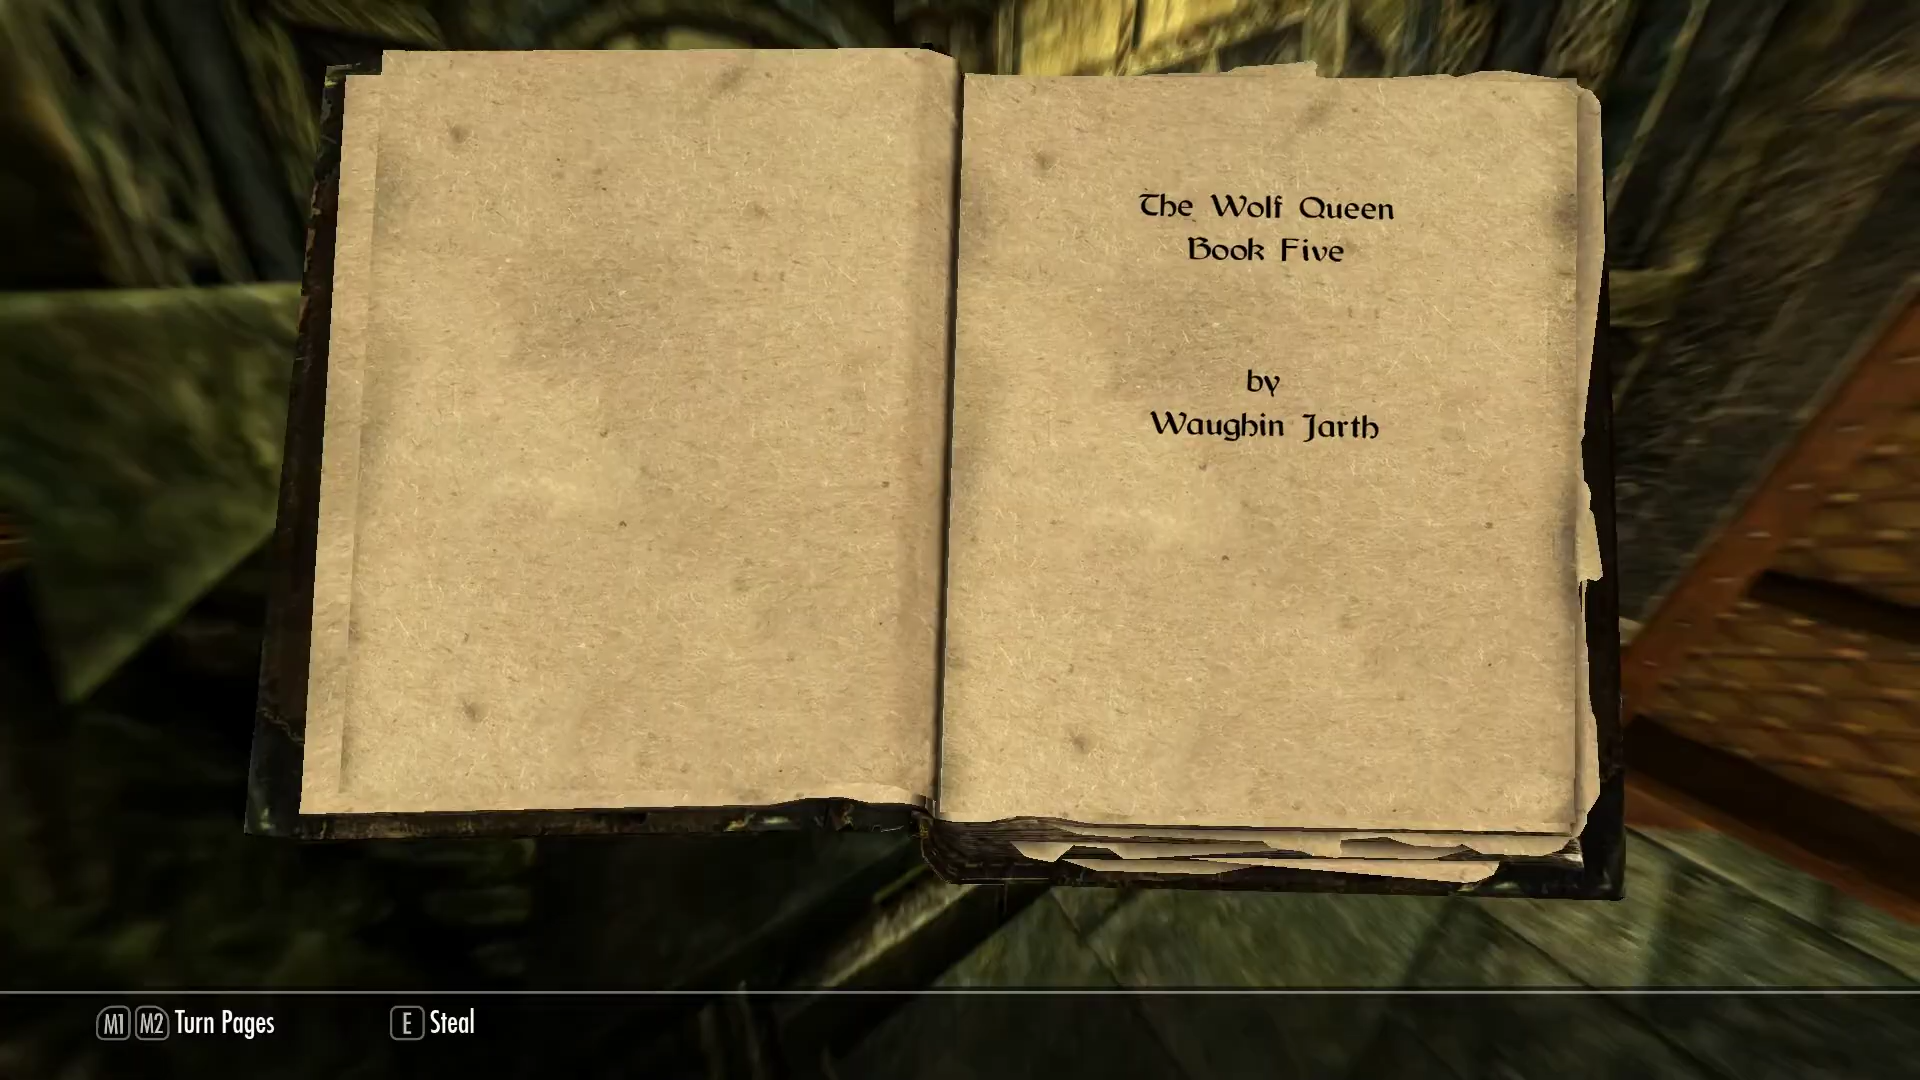 The Wolf Queen
Book Five
by
Waughin Jarth
M1 M2 Turn Pages
E Steal